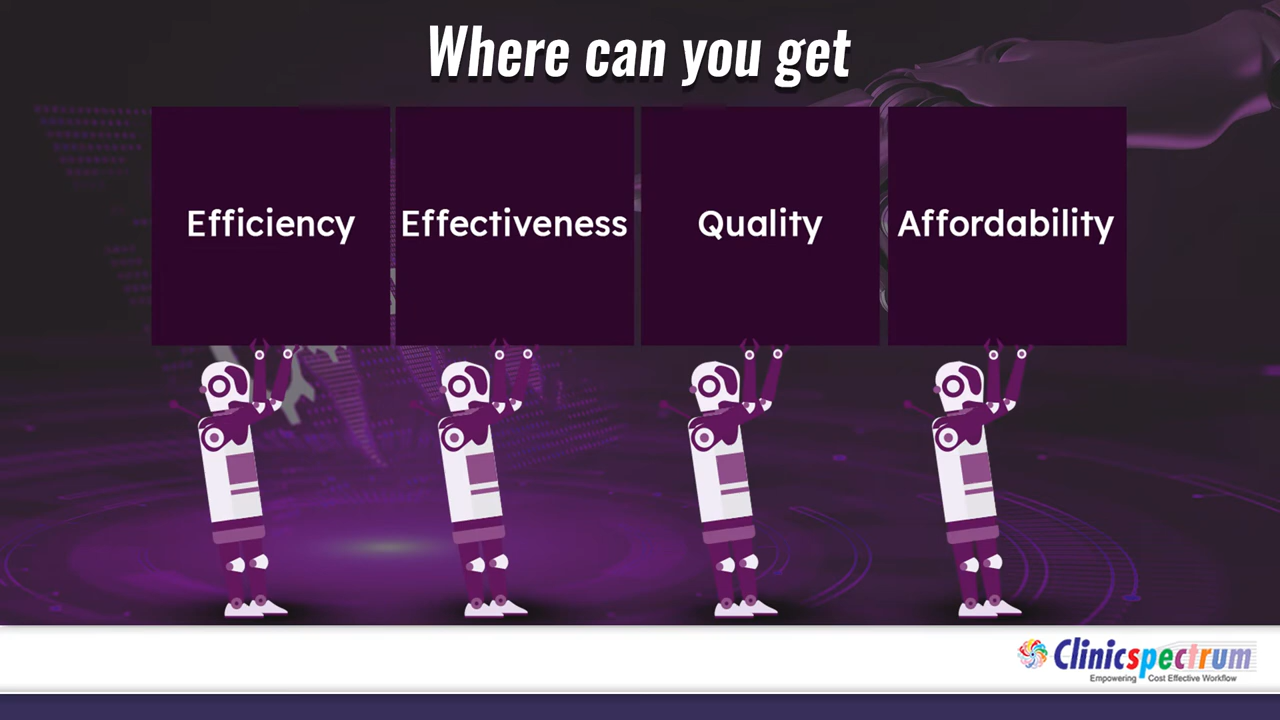 Where can you get
Efficiency
Effectiveness
Quality
Affordability
Clinicspectrum
Empowering Cost Effective Workflow